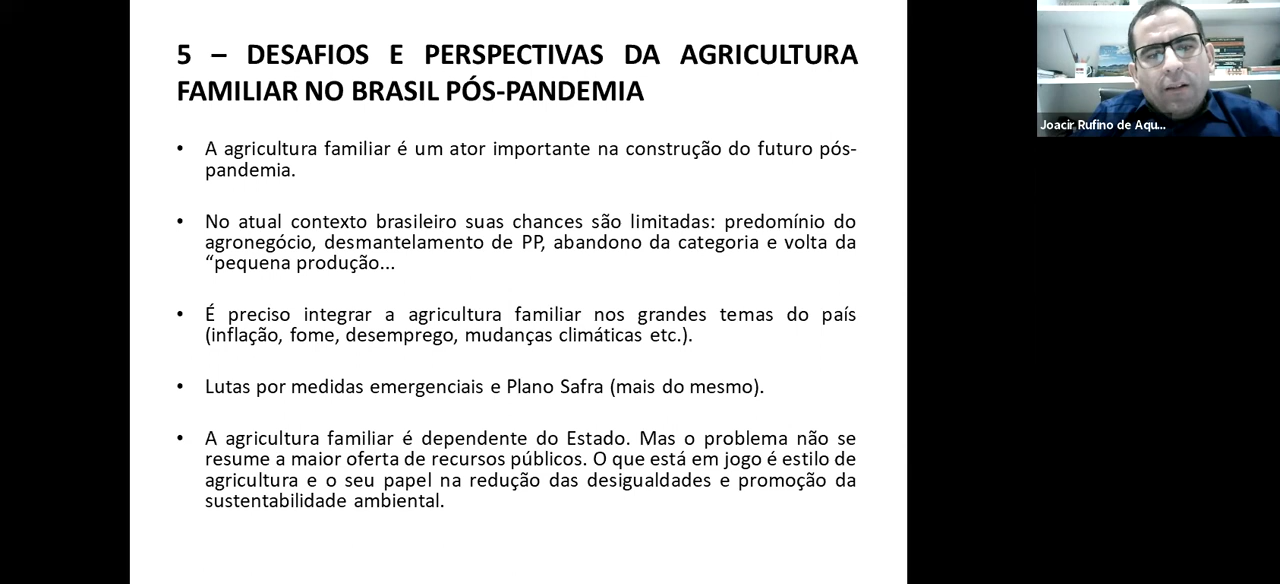 5 – DESAFIOS E PERSPECTIVAS DA AGRICULTURA
FAMILIAR NO BRASIL PÓS-PANDEMIA
• A agricultura familiar é um ator importante na construção do futuro pós-
pandemia.
• No atual contexto brasileiro suas chances são limitadas: predomínio do
agronegócio, desmantelamento de PP, abandono da categoria e volta da
“pequena produção...
• É preciso integrar a agricultura familiar nos grandes temas do país
(inflação, fome, desemprego, mudanças climáticas etc.).
• Lutas por medidas emergenciais e Plano Safra (mais do mesmo).
• A agricultura familiar é dependente do Estado. Mas o problema não se
resume a maior oferta de recursos públicos. O que está em jogo é estilo de
agricultura e o seu papel na redução das desigualdades e promoção da
sustentabilidade ambiental.
Joacir Rufino de Aqu...